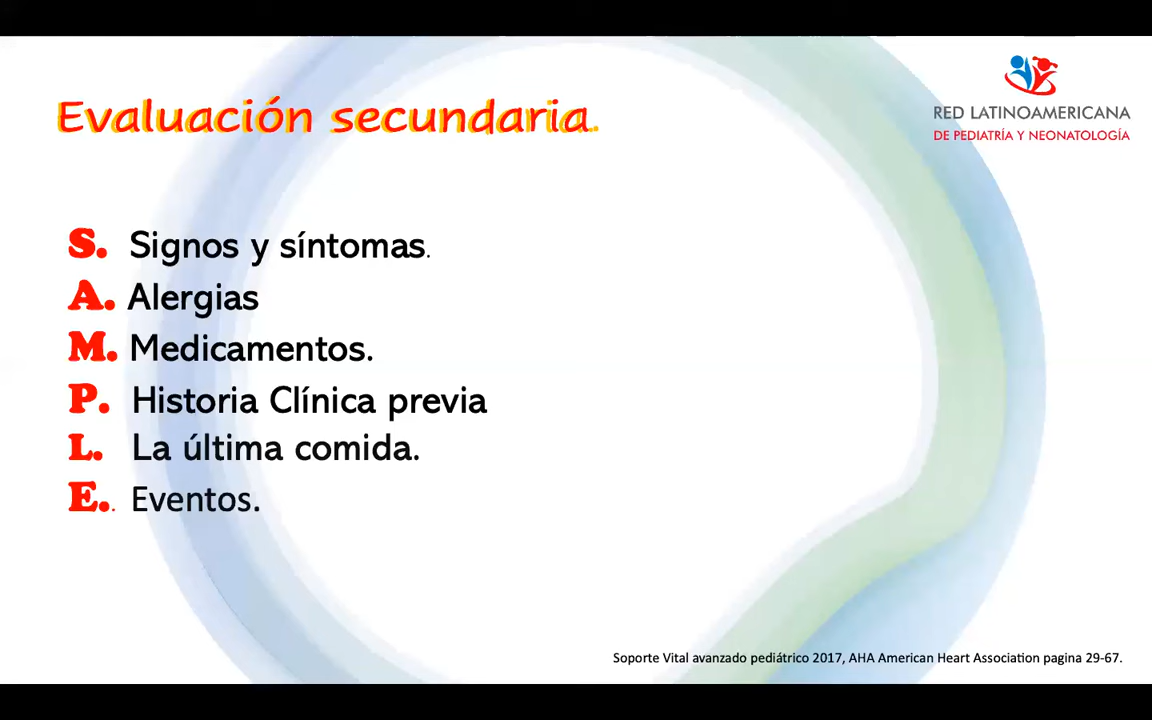 Evaluación secundaria.
RED LATINOAMERICANA
DE PEDIATRÍA Y NEONATOLOGÍA
S. Signos y síntomas.
A. Alergias
M. Medicamentos.
P. Historia Clínica previa
L. La última comida.
E.. Eventos.
Soporte Vital avanzado pediátrico 2017, AHA American Heart Association pagina 29-67.